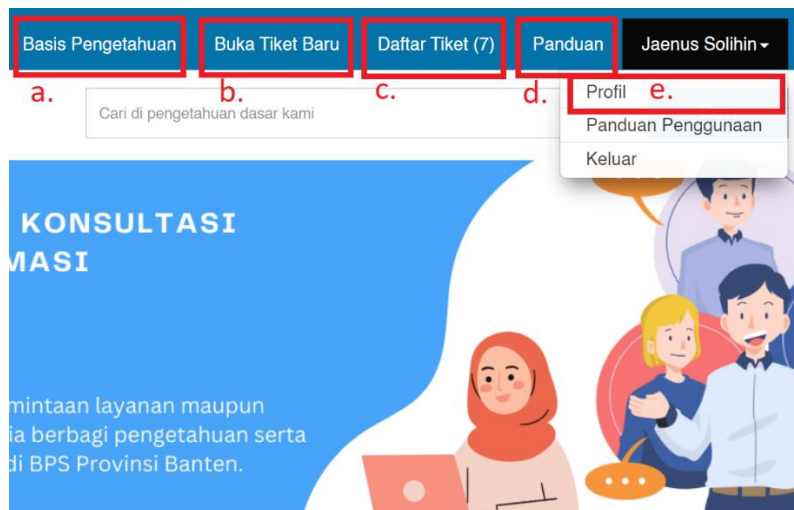 Basis Pengetahuan Buka Tiket Baru Daftar Tiket (7) Panduan Jaenus Solihin
a. b. c. d. Profil e.
Cari di pengetahuan dasar kami
Panduan Penggunaan
Keluar
KONSULTASI
MASI
mintaan layanan maupun
ia berbagi pengetahuan serta
di BPS Provinsi Banten.